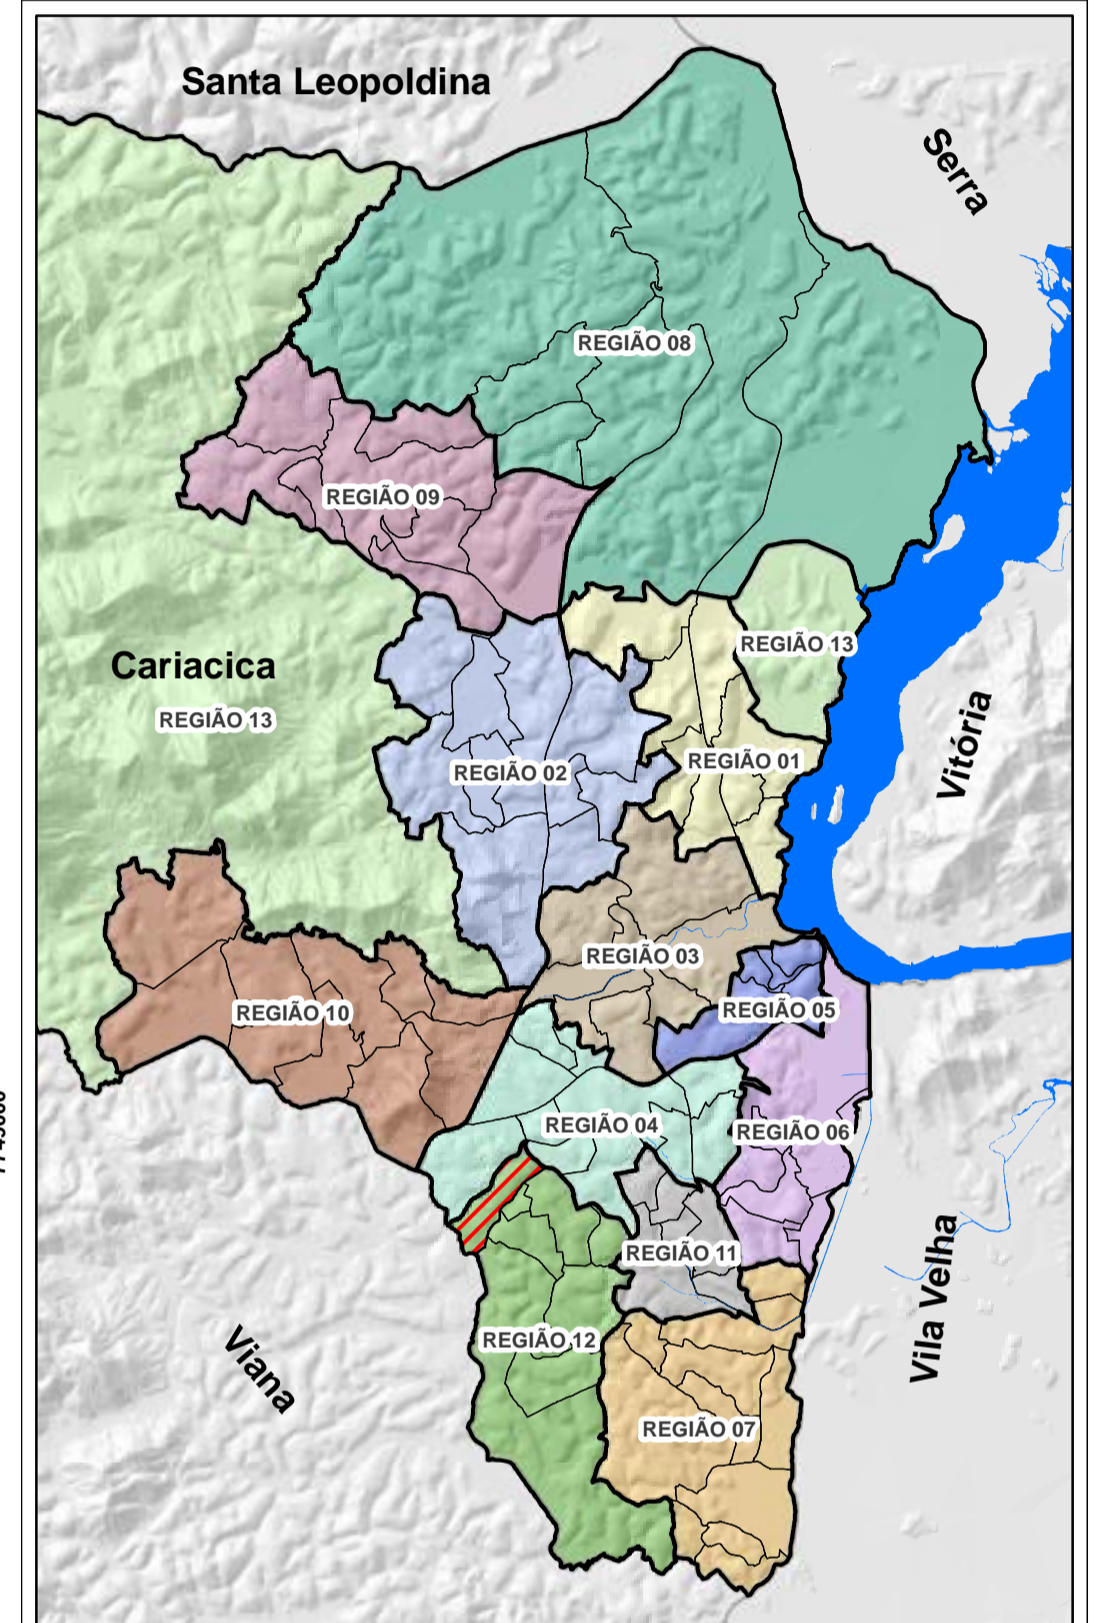 Santa Leopoldina
Serra
REGIÃO 08
REGIÃO 09
REGIÃO 13
Cariacica
REGIÃO 13
Vitória
REGIÃO 01
REGIÃO 02
REGIÃO 03
REGIÃO 05
REGIÃO 10
REGIÃO 04
REGIÃO 06
REGIÃO 11
Vila Velha
REGIÃO 12
Viana
REGIÃO 07